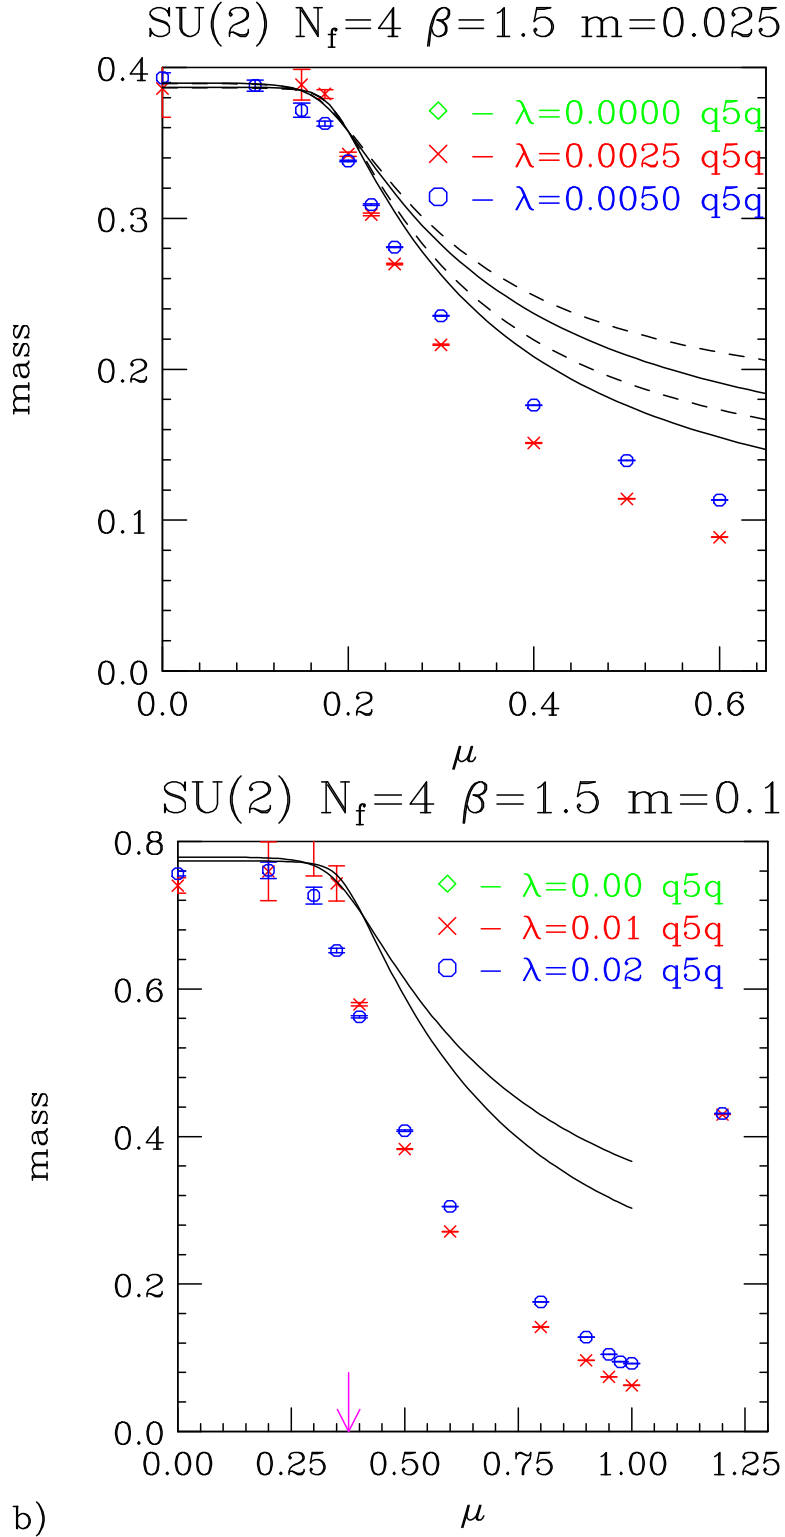 SU(2) N_f=4 β=1.5 m=0.025
0.4
◇ – λ=0.0000 q5q
× – λ=0.0025 q5q
○ – λ=0.0050 q5q
0.3
mass
0.2
0.1
0.0
0.0 0.2 0.4 0.6
μ
SU(2) N_f=4 β=1.5 m=0.1
0.8
◇ – λ=0.00 q5q
× – λ=0.01 q5q
○ – λ=0.02 q5q
0.6
mass
0.4
0.2
0.0
0.00 0.25 0.50 0.75 1.00 1.25
μ
b)